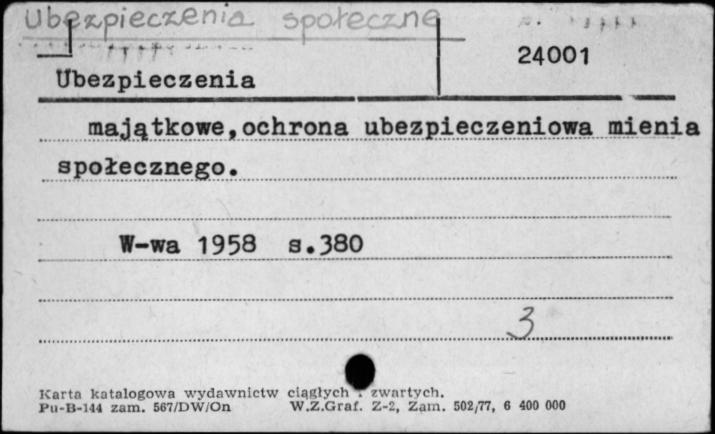 Ubezpieczenia społeczne
24001
Ubezpieczenia
majątkowe,ochrona ubezpieczeniowa mienia
społecznego.
W-wa 1958 s.380
3
Karta katalogowa wydawnictw ciągłych i zwartych.
Pu-B-144 zam. 567/DW/On W.Z.Graf. Z-2, Zam. 502/77, 6 400 000